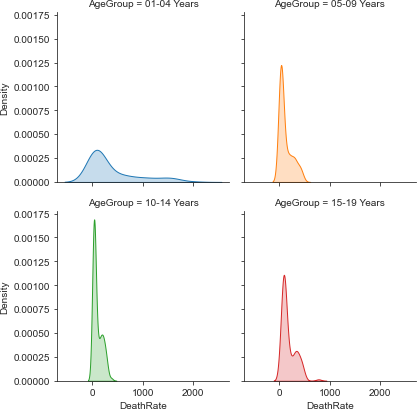 AgeGroup = 01-04 Years
AgeGroup = 05-09 Years
0.00175
0.00150
0.00125
0.00100
0.00075
0.00050
0.00025
0.00000
Density
AgeGroup = 10-14 Years
AgeGroup = 15-19 Years
0.00175
0.00150
0.00125
0.00100
0.00075
0.00050
0.00025
0.00000
Density
0 1000 2000
0 1000 2000
DeathRate
DeathRate